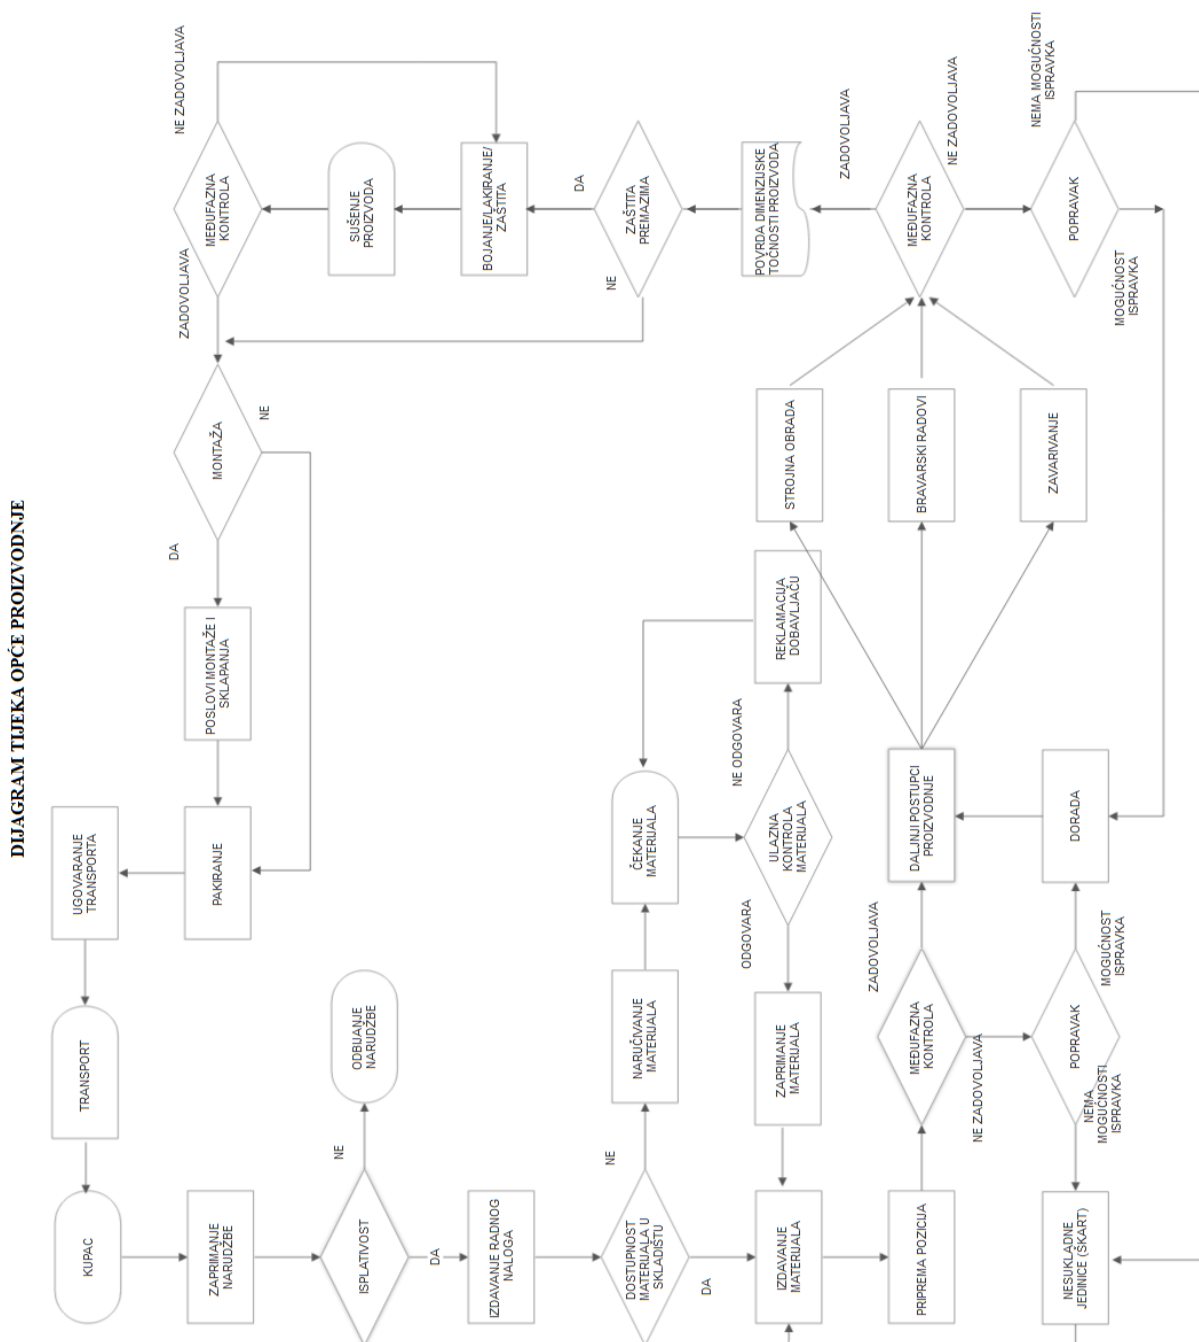 DIJAGRAM TIJEKA OPĆE PROIZVODNJE
KUPAC
TRANSPORT
UGOVARANJE
TRANSPORTA
ZAPRIMANJE
NARUDŽBE
PAKIRANJE
POSLOVI MONTAŽE I
SKLAPANJA
DA
MONTAŽA
NE
ZADOVOLJAVA
MEĐUFAZNA
KONTROLA
NE ZADOVOLJAVA
ISPLATIVOST
NE
ODBIJANJE
NARUDŽBE
SUŠENJE
PROIZVODA
DA
IZDAVANJE RADNOG
NALOGA
BOJANJE/LAKIRANJE/
ZAŠTITA
DOSTUPNOST
MATERIJALA U
SKLADIŠTU
NE
NARUČIVANJE
MATERIJALA
ČEKANJE
MATERIJALA
NE
ZAŠTITA
PREMAZIMA
DA
DA
IZDAVANJE
MATERIJALA
ZAPRIMANJE
MATERIJALA
ODGOVARA
ULAZNA
KONTROLA
MATERIJALA
NE ODGOVARA
REKLAMACIJA
DOBAVLJAČU
STROJNA OBRADA
POVRDA DIMENZUSKE
TOČNOSTI PROIZVODA
ZADOVOLJAVA
PRIPREMA POZICIJA
MEĐUFAZNA
KONTROLA
ZADOVOLJAVA
DALJNJI POSTUPCI
PROIZVODNJE
BRAVARSKI RADOVI
MEĐUFAZNA
KONTROLA
NE ZADOVOLJAVA
NE ZADOVOLJAVA
NESUKLADNE
JEDINICE (ŠKART)
NEMA
MOGUĆNOSTI
ISPRAVKA
POPRAVAK
MOGUĆNOST
ISPRAVKA
DORADA
ZAVARIVANJE
POPRAVAK
NEMA MOGUĆNOSTI
ISPRAVKA
MOGUĆNOST
ISPRAVKA